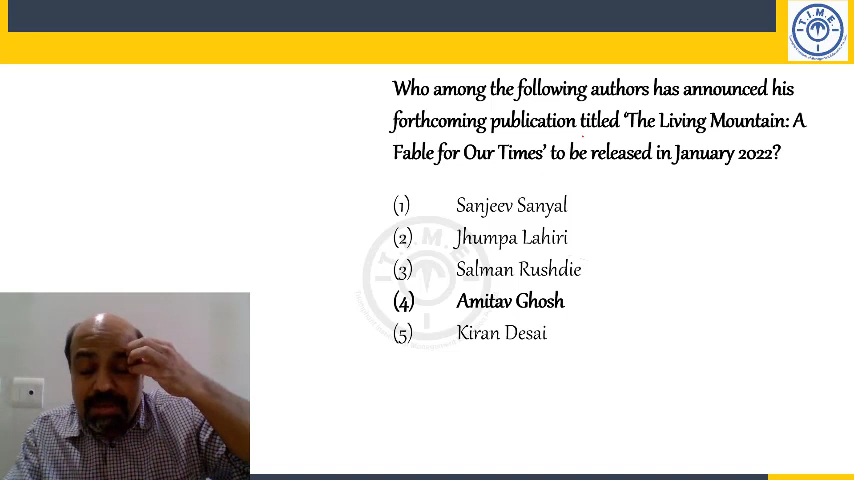 T.I.M.E.
Who among the following authors has announced his
forthcoming publication titled ‘The Living Mountain: A
Fable for Our Times’ to be released in January 2022?
(1) Sanjeev Sanyal
(2) Jhumpa Lahiri
(3) Salman Rushdie
(4) Amitav Ghosh
(5) Kiran Desai
T.I.M.E.